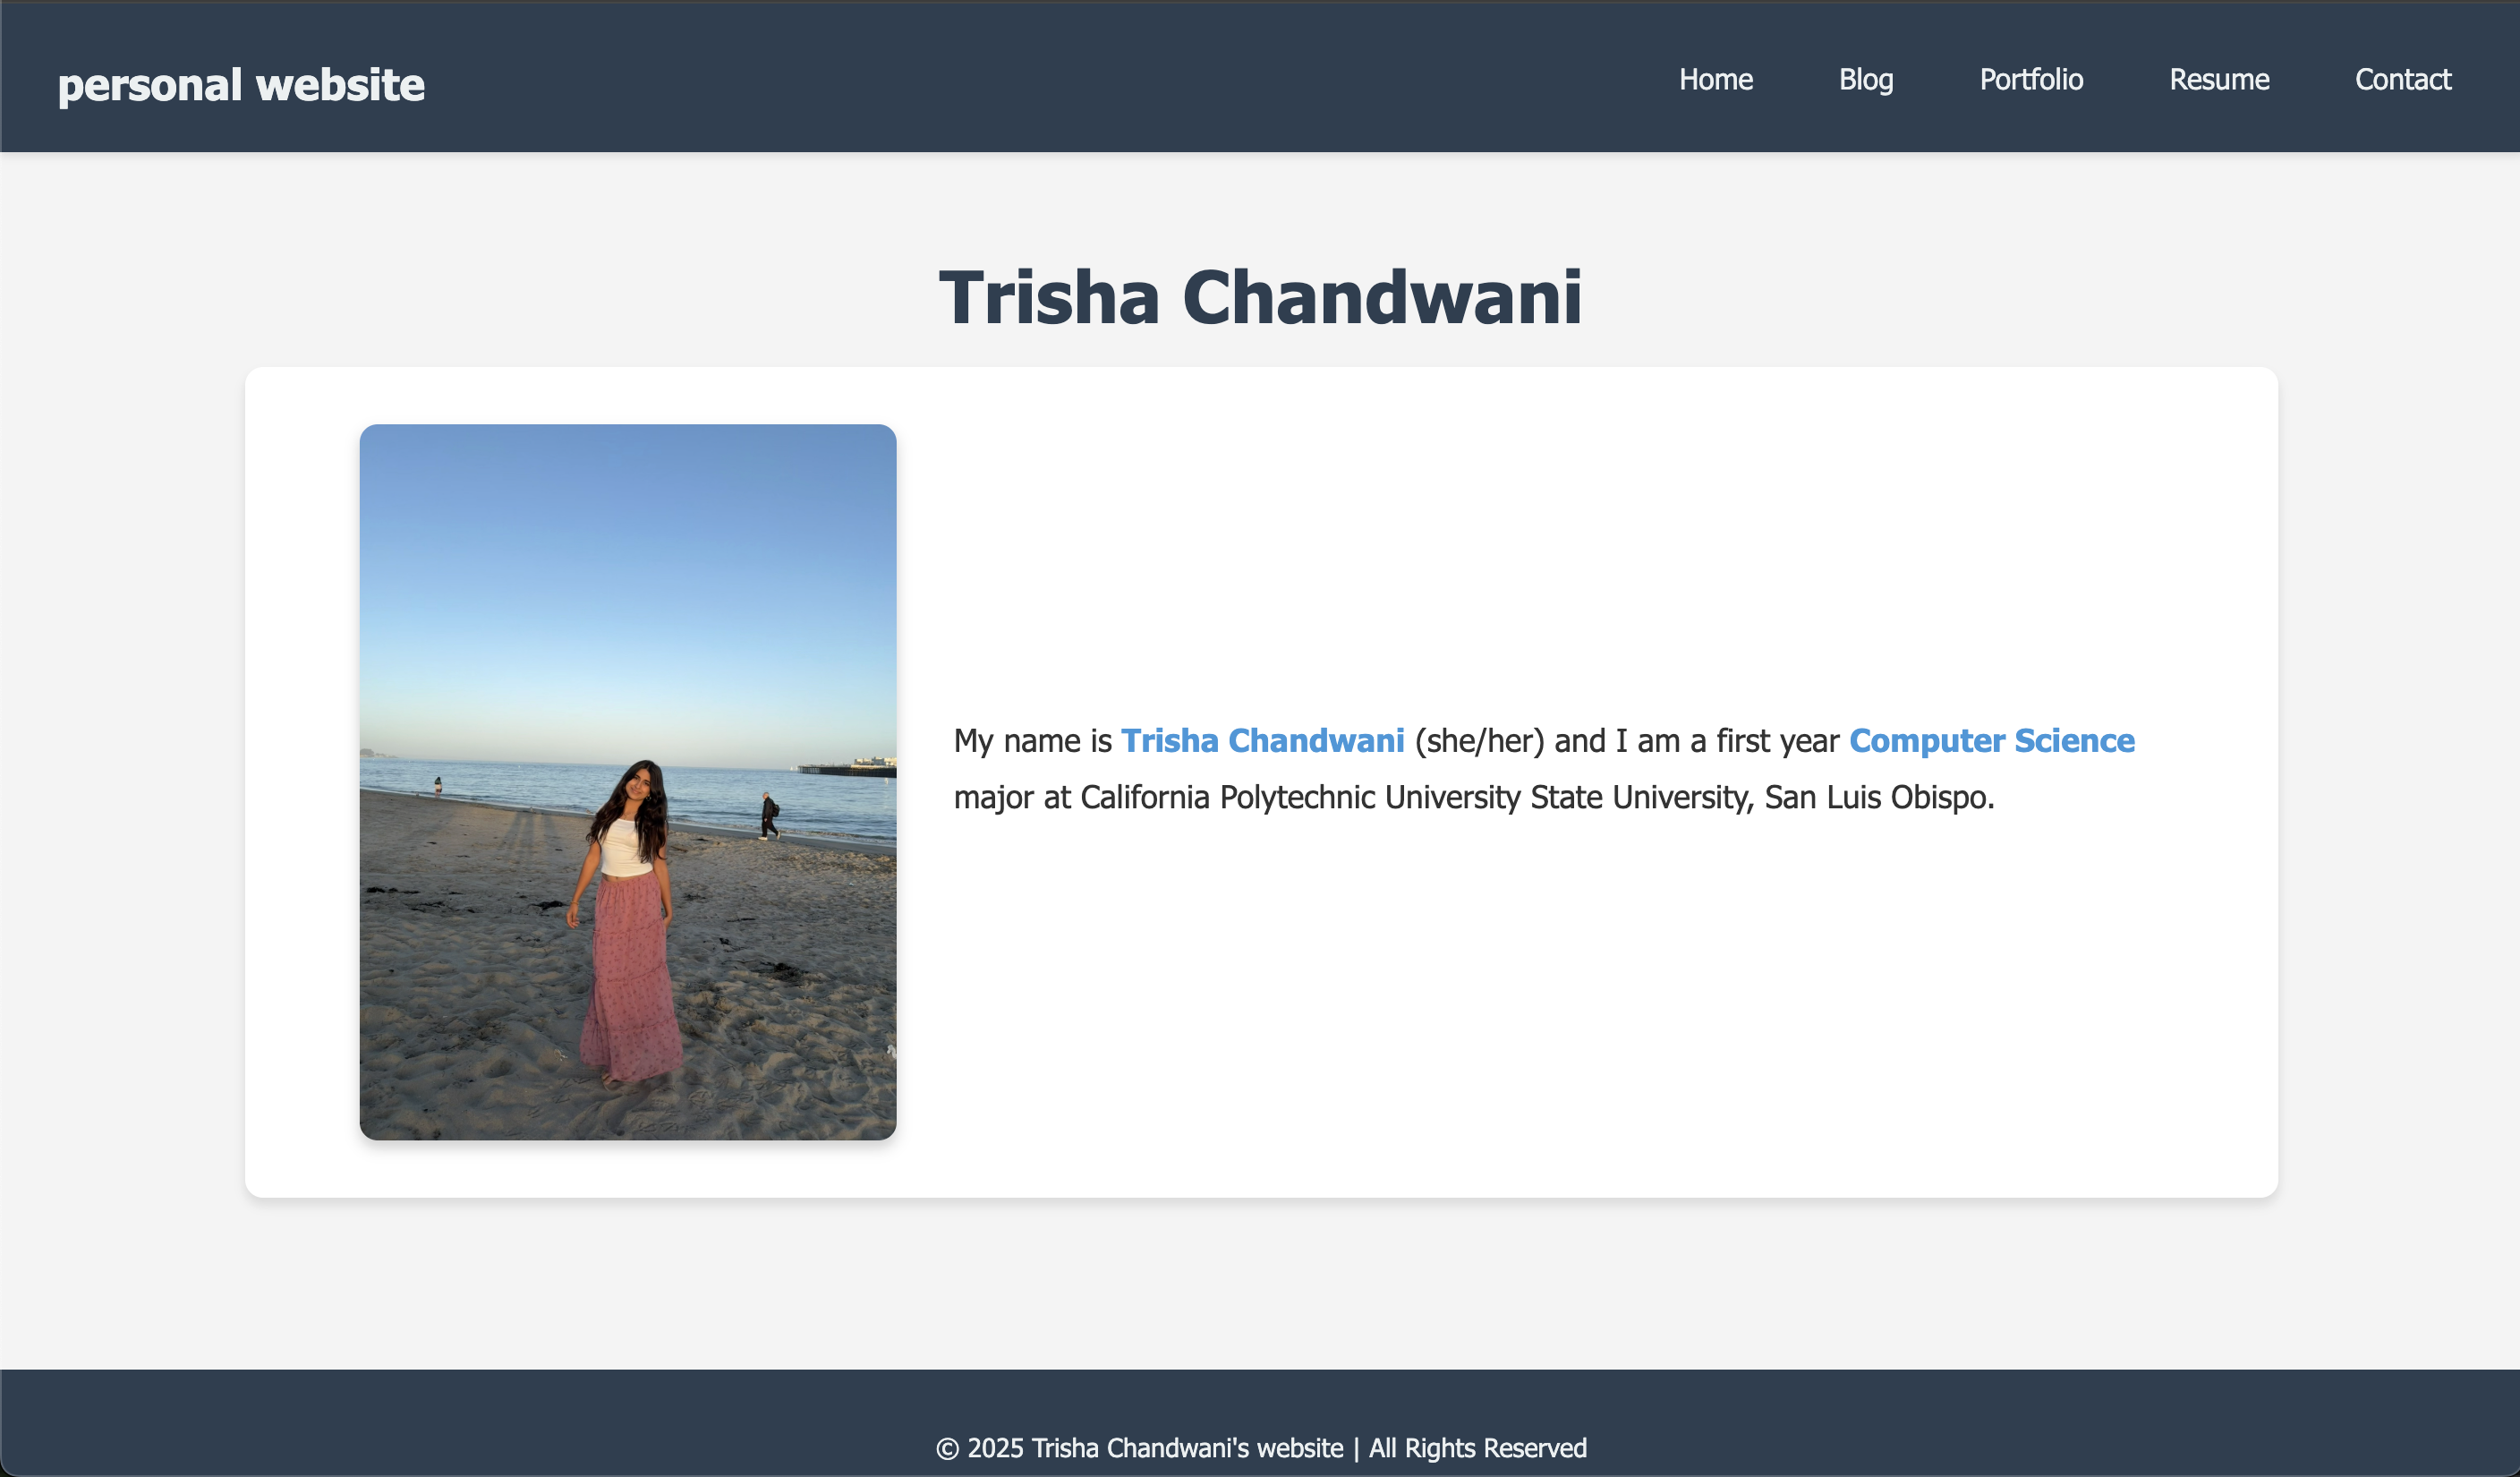 personal website
Home Blog Portfolio Resume Contact
Trisha Chandwani
My name is Trisha Chandwani (she/her) and I am a first year Computer Science
major at California Polytechnic University State University, San Luis Obispo.
© 2025 Trisha Chandwani's website | All Rights Reserved